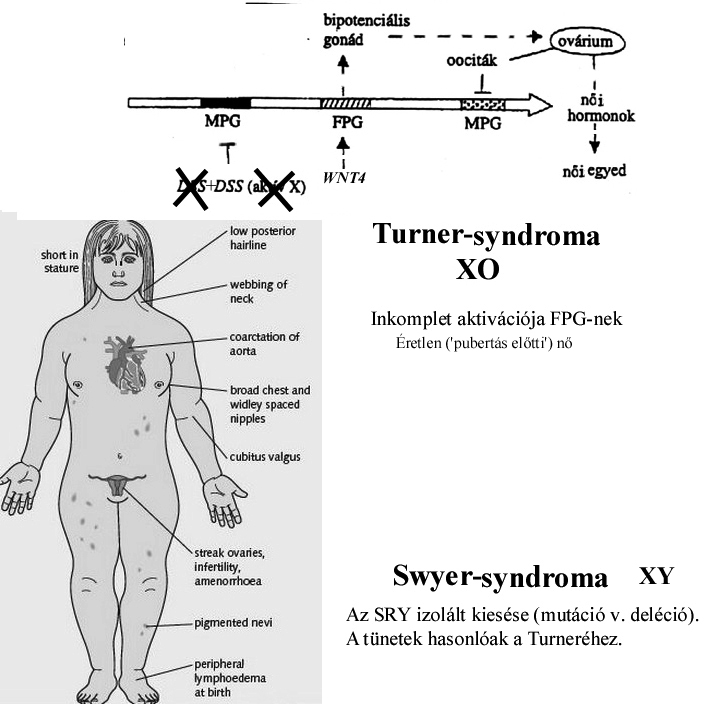 bipotenciális
gonád
ovárium
oociták
női
hormonok
női egyed
MPG
FPG
MPG
+DSS
X)
WNT4
Turner-syndroma
XO
Inkomplet aktivációja FPG-nek
Éretlen ('pubertás előtti') nő
short in
stature
low posterior
hairline
webbing of
neck
coarctation of
aorta
broad chest and
widley spaced
nipples
cubitus valgus
streak ovaries,
infertility,
amenorrhoea
pigmented nevi
peripheral
lymphoedema
at birth
Swyer-syndroma XY
Az SRY izolált kiesése (mutáció v. deléció).
A tünetek hasonlóak a Turneréhez.